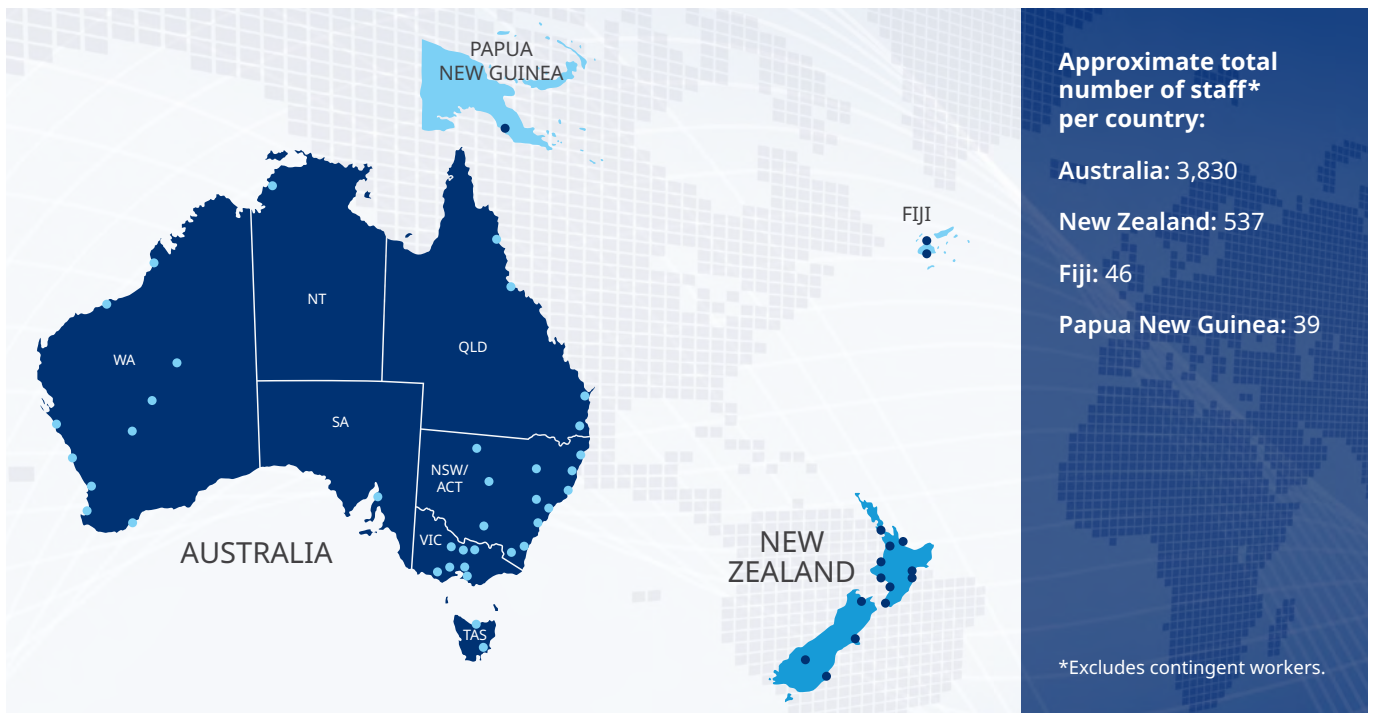 PAPUA
NEW GUINEA
FIJI
NT
WA
QLD
SA
NSW/
ACT
VIC
AUSTRALIA
TAS
NEW
ZEALAND
Approximate total
number of staff*
per country:
Australia: 3,830
New Zealand: 537
Fiji: 46
Papua New Guinea: 39
*Excludes contingent workers.